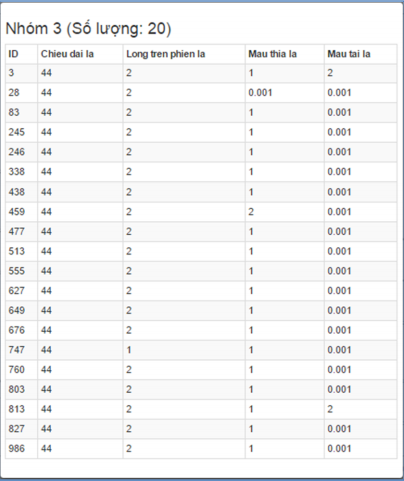 Nhóm 3 (Số lượng: 20)
ID Chieu dai la Long tren phien la Mau thia la Mau tai la
3 44 2 1 2
28 44 2 0.001 0.001
83 44 2 1 0.001
245 44 2 1 0.001
246 44 2 1 0.001
338 44 2 1 0.001
438 44 2 1 0.001
459 44 2 2 0.001
477 44 2 1 0.001
513 44 2 1 0.001
555 44 2 1 0.001
627 44 2 1 0.001
649 44 2 1 0.001
676 44 2 1 0.001
747 44 1 1 0.001
760 44 2 1 0.001
803 44 2 1 0.001
813 44 2 1 2
827 44 2 1 0.001
986 44 2 1 0.001